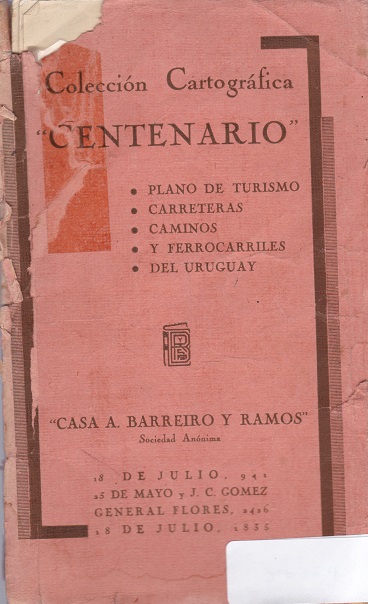 Colección Cartográfica
"CENTENARIO"
• PLANO DE TURISMO
• CARRETERAS
• CAMINOS
• Y FERROCARRILES
• DEL URUGUAY
"CASA A. BARREIRO Y RAMOS"
Sociedad Anónima
18 DE JULIO, 941
25 DE MAYO y J. C. GOMEZ
GENERAL FLORES, 2426
18 DE JULIO, 1835